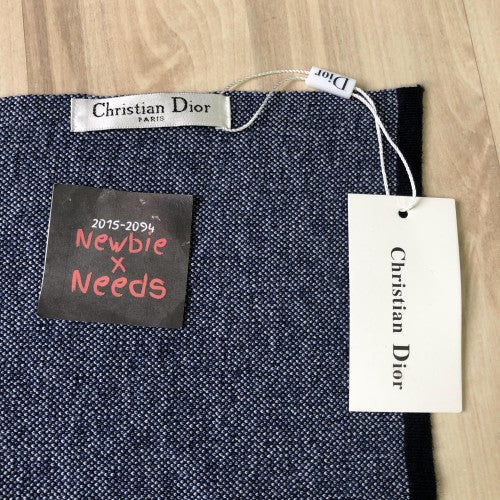 Christian Dior
PARIS
Dior
2015-2094
Newbie
x
Needs
Christian Dior